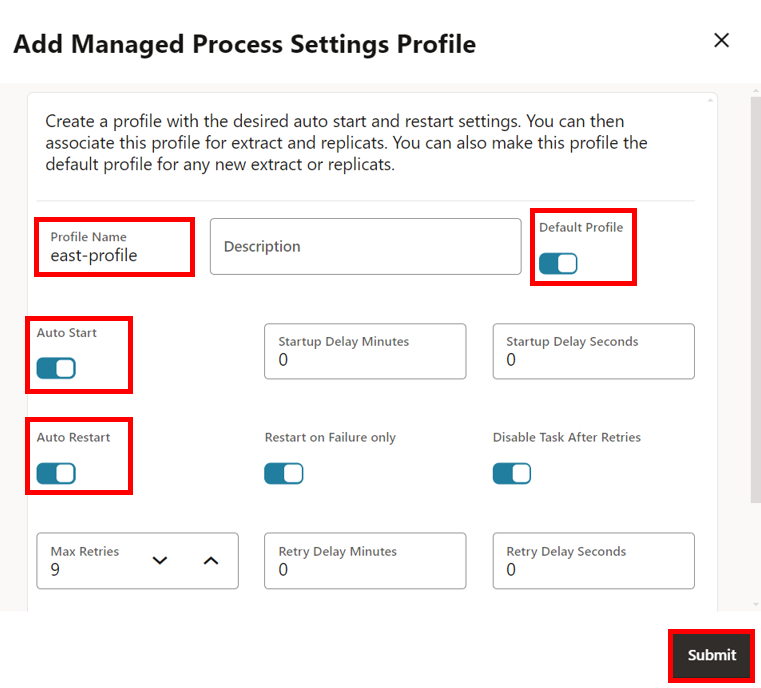 Add Managed Process Settings Profile
Create a profile with the desired auto start and restart settings. You can then
associate this profile for extract and replicats. You can also make this profile the
default profile for any new extract or replicats.
Profile Name
east-profile
Description
Default Profile
Auto Start
Startup Delay Minutes
0
Startup Delay Seconds
0
Auto Restart
Restart on Failure only
Disable Task After Retries
Max Retries
9
Retry Delay Minutes
0
Retry Delay Seconds
0
Submit